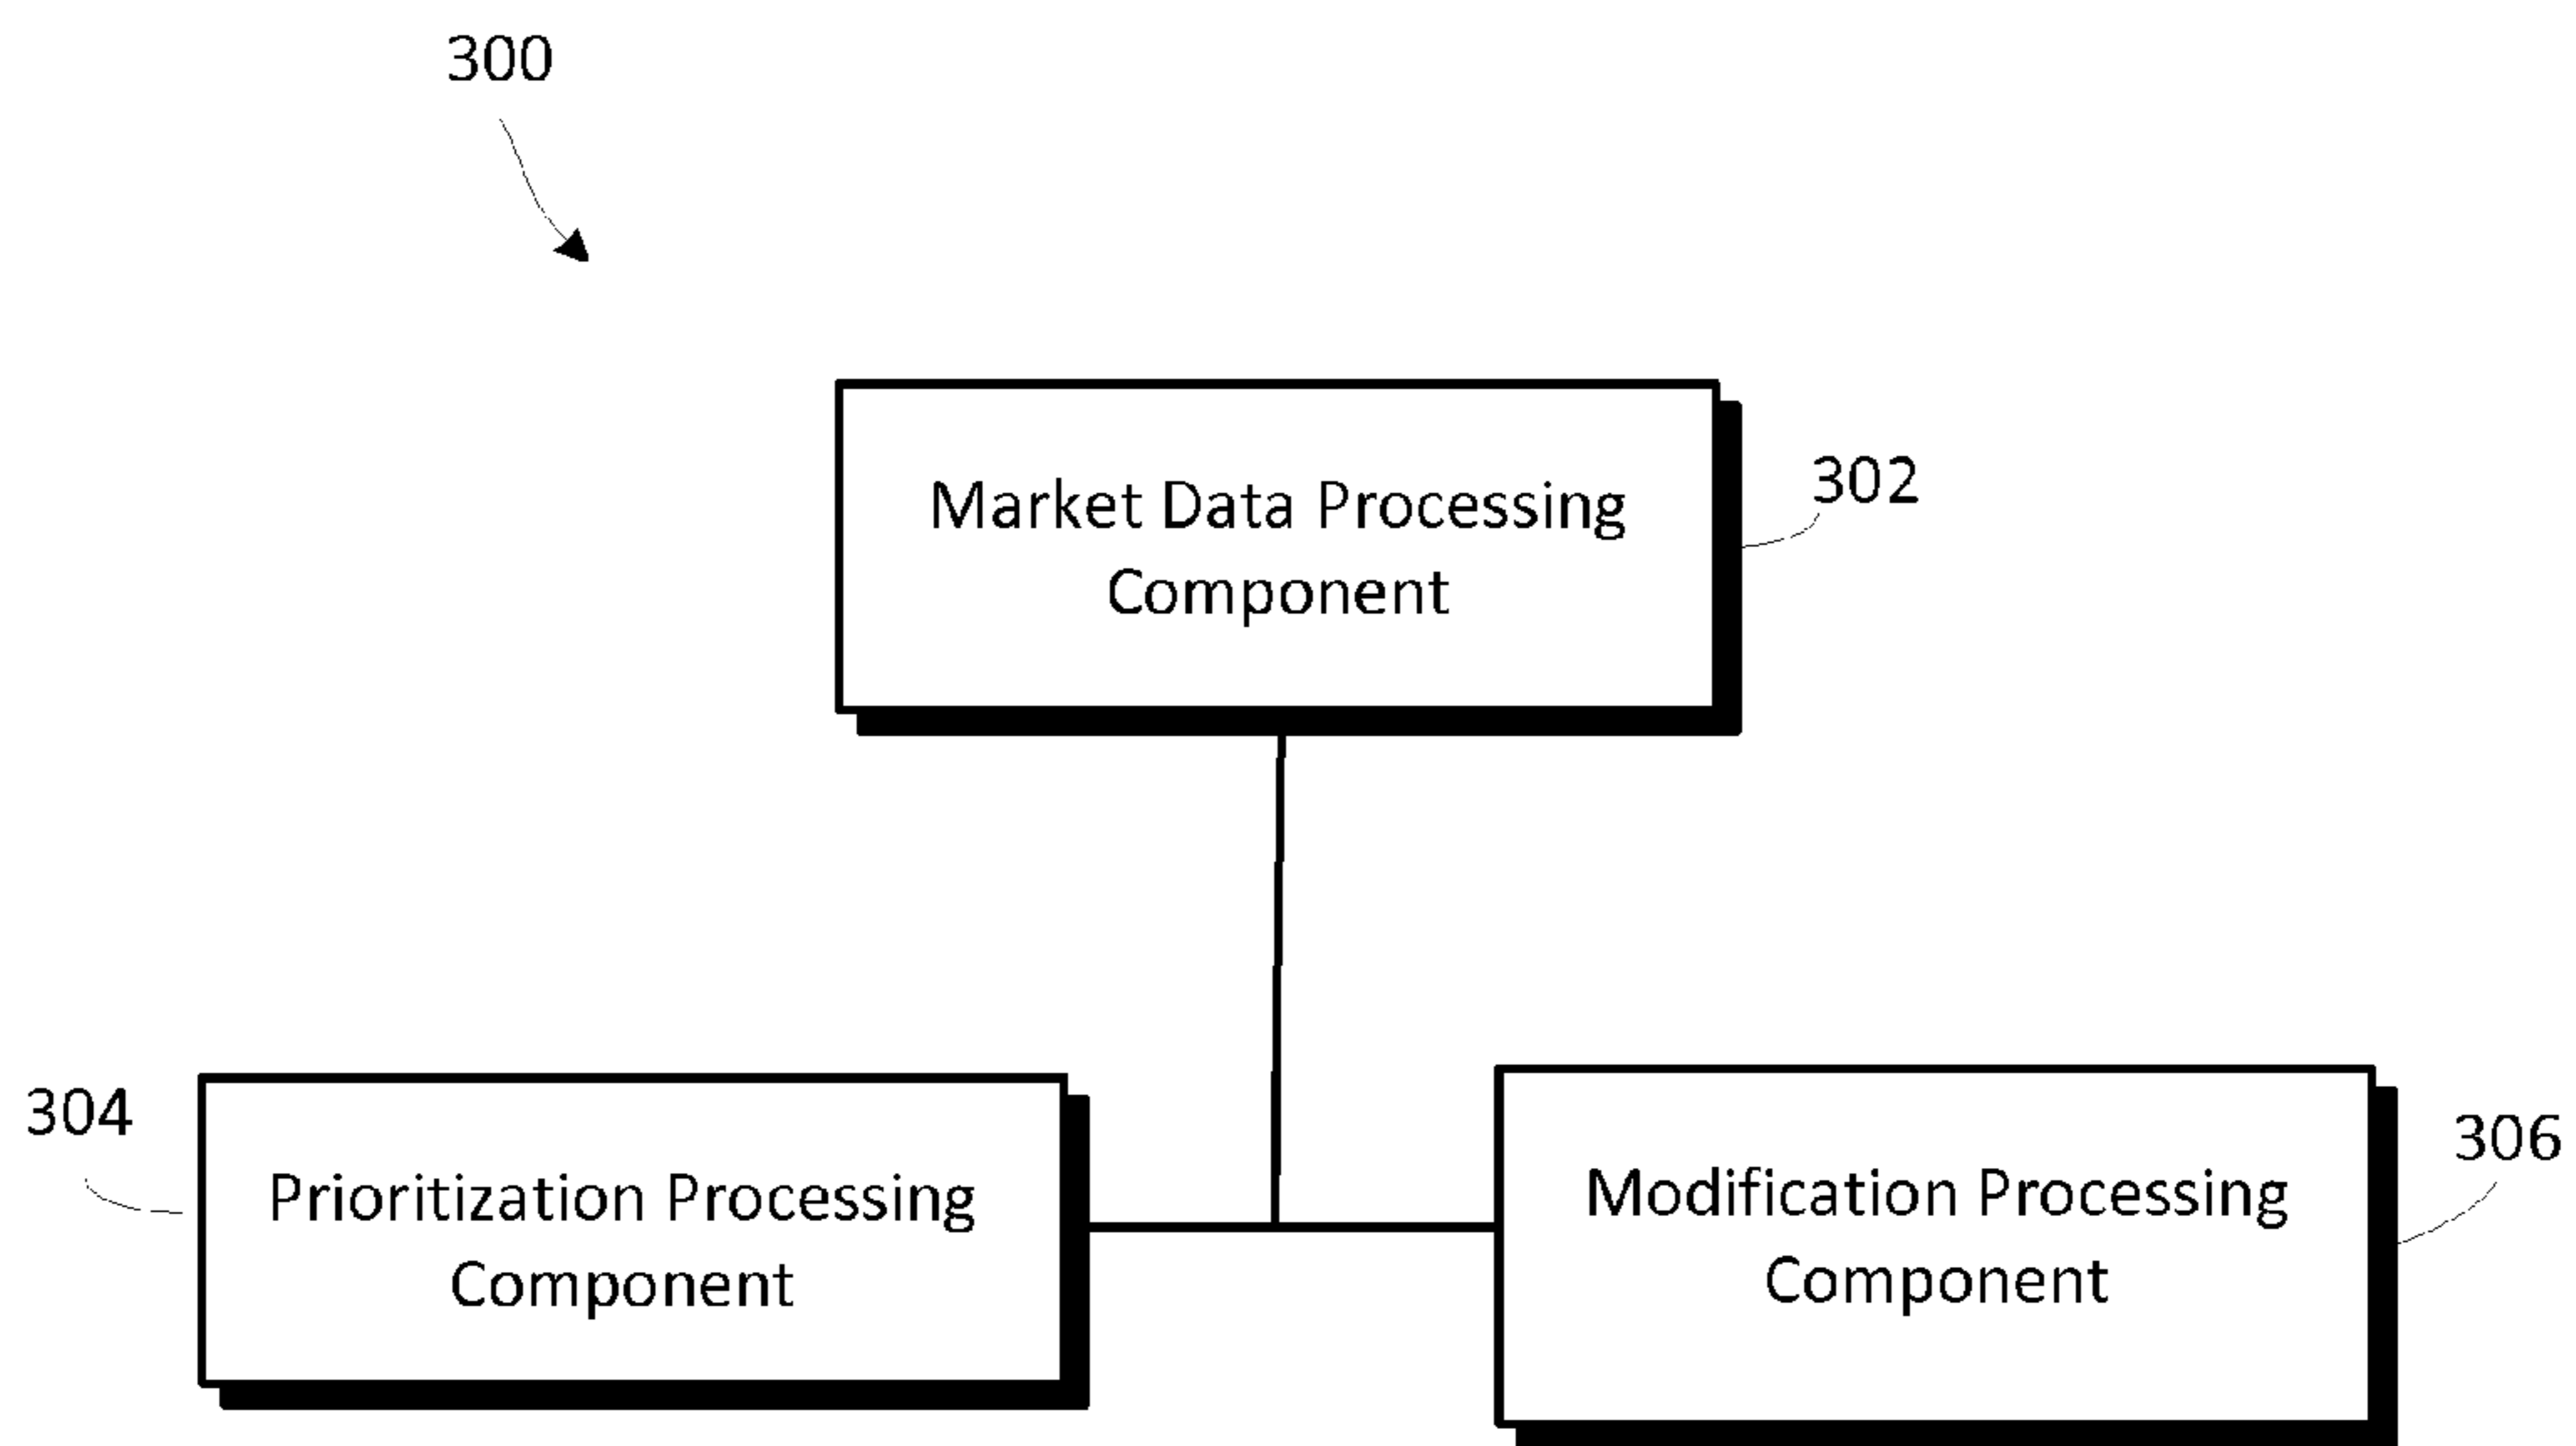 300
Market Data Processing
Component
302
304
Prioritization Processing
Component
Modification Processing
Component
306